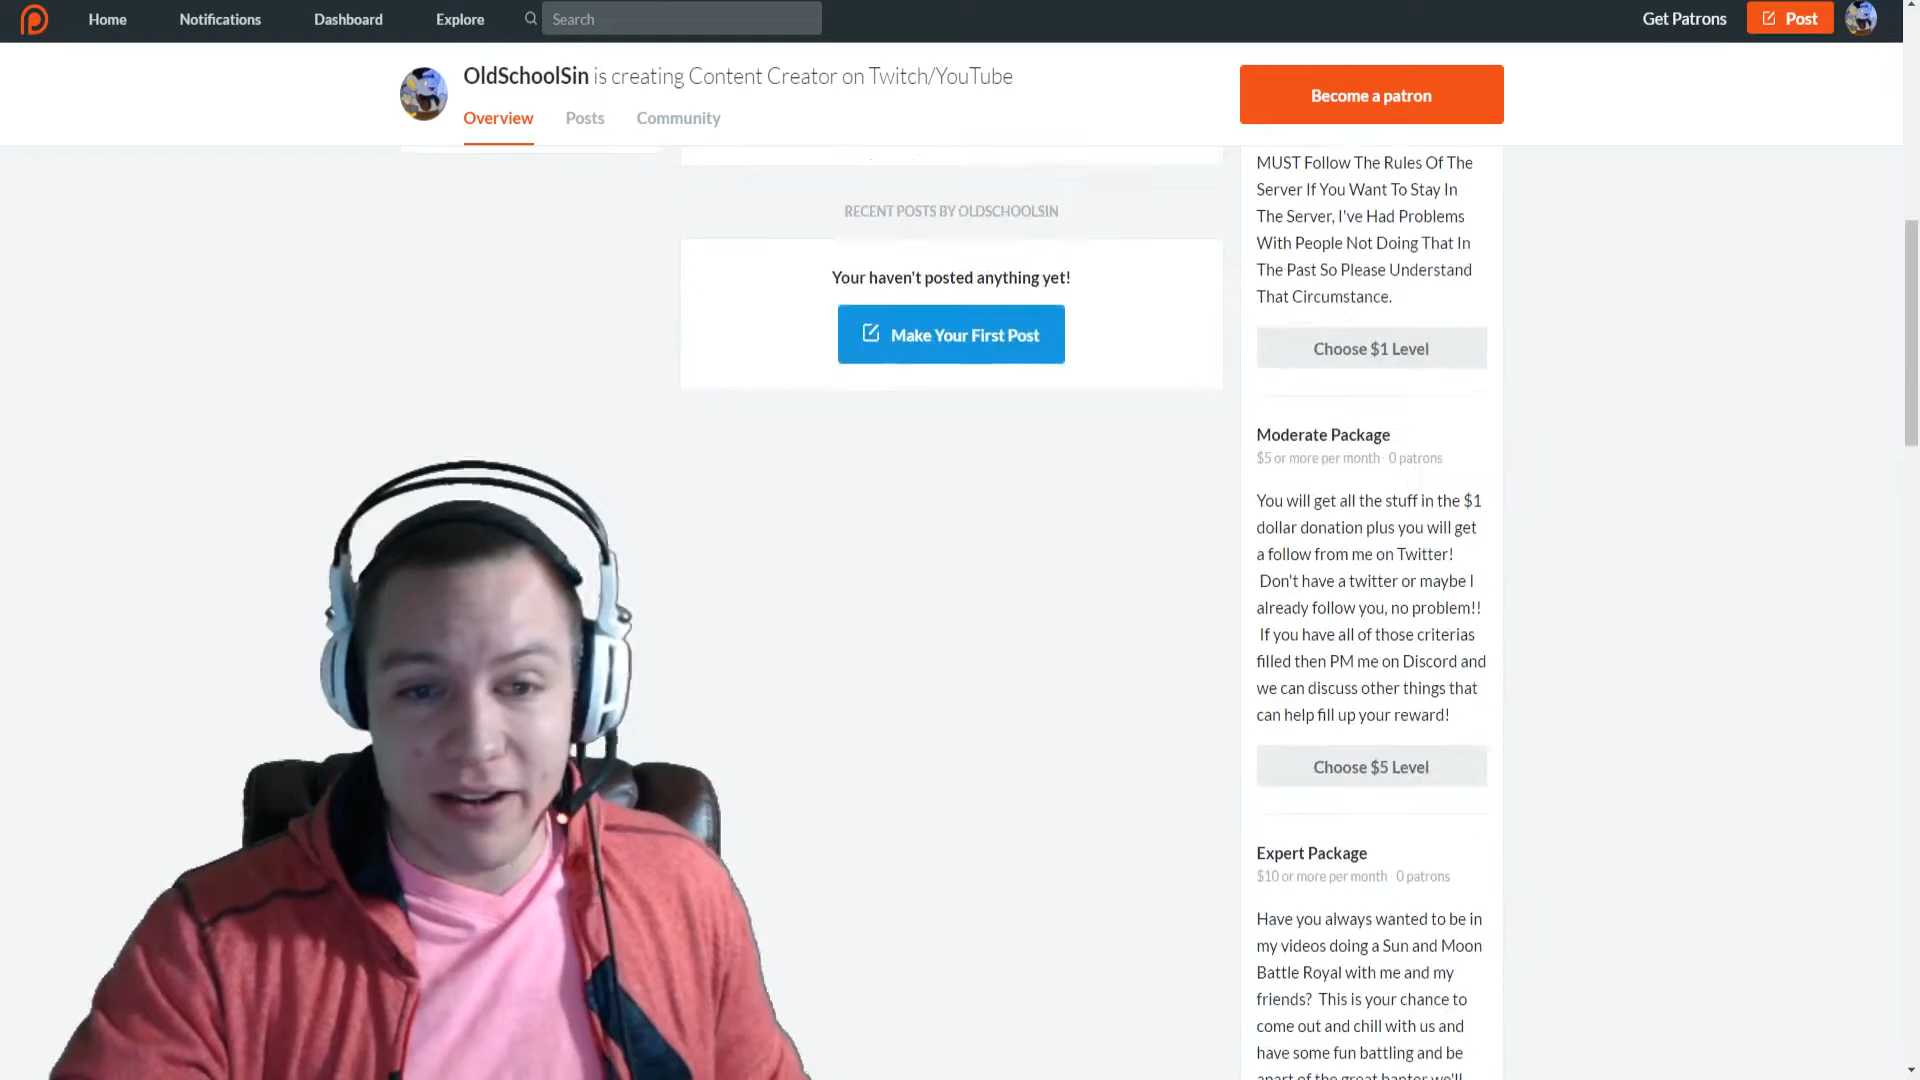 Home
Notifications
Dashboard
Explore
Search
Get Patrons
Post
OldSchoolSin is creating Content Creator on Twitch/YouTube
Overview
Posts
Community
Become a patron
RECENT POSTS BY OLDSCHOOLSIN
Your haven't posted anything yet!
Make Your First Post
MUST Follow The Rules Of The
Server If You Want To Stay In
The Server, I've Had Problems
With People Not Doing That In
The Past So Please Understand
That Circumstance.
Choose $1 Level
Moderate Package
$5 or more per month · 0 patrons
You will get all the stuff in the $1
dollar donation plus you will get
a follow from me on Twitter!
Don't have a twitter or maybe I
already follow you, no problem!!
If you have all of those criterias
filled then PM me on Discord and
we can discuss other things that
can help fill up your reward!
Choose $5 Level
Expert Package
$10 or more per month · 0 patrons
Have you always wanted to be in
my videos doing a Sun and Moon
Battle Royal with me and my
friends? This is your chance to
come out and chill with us and
have some fun battling and be
apart of the great banter we'll